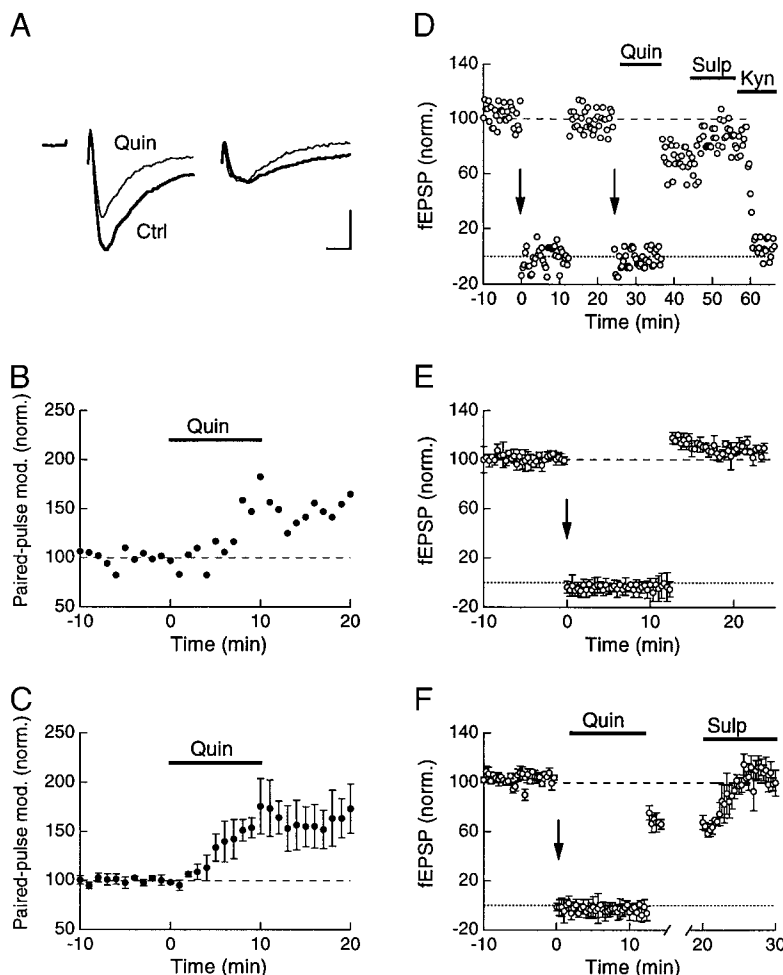 A
Quin
Ctrl
B
Paired-pulse mod. (norm.)
250
200
150
100
50
Quin
-10
0
10
20
Time (min)
C
Paired-pulse mod. (norm.)
250
200
150
100
50
Quin
-10
0
10
20
Time (min)
D
Quin
Sulp
Kyn
fEPSP (norm.)
140
100
60
20
-20
-10
0
10
20
30
40
50
60
Time (min)
E
fEPSP (norm.)
140
100
60
20
-20
-10
0
10
20
Time (min)
F
Quin
Sulp
fEPSP (norm.)
140
100
60
20
-20
-10
0
10
20
30
Time (min)